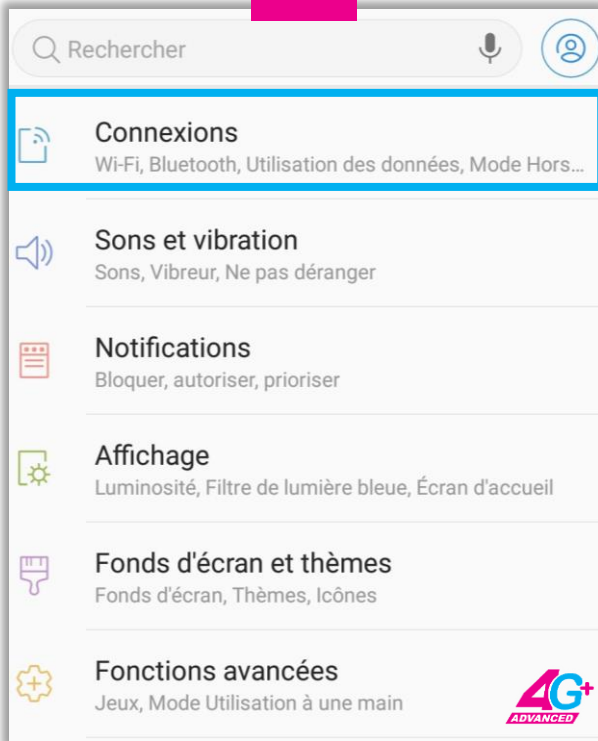 Rechercher
Connexions
Wi-Fi, Bluetooth, Utilisation des données, Mode Hors...
Sons et vibration
Sons, Vibreur, Ne pas déranger
Notifications
Bloquer, autoriser, prioriser
Affichage
Luminosité, Filtre de lumière bleue, Écran d'accueil
Fonds d'écran et thèmes
Fonds d'écran, Thèmes, Icônes
Fonctions avancées
Jeux, Mode Utilisation à une main
4G+
ADVANCED